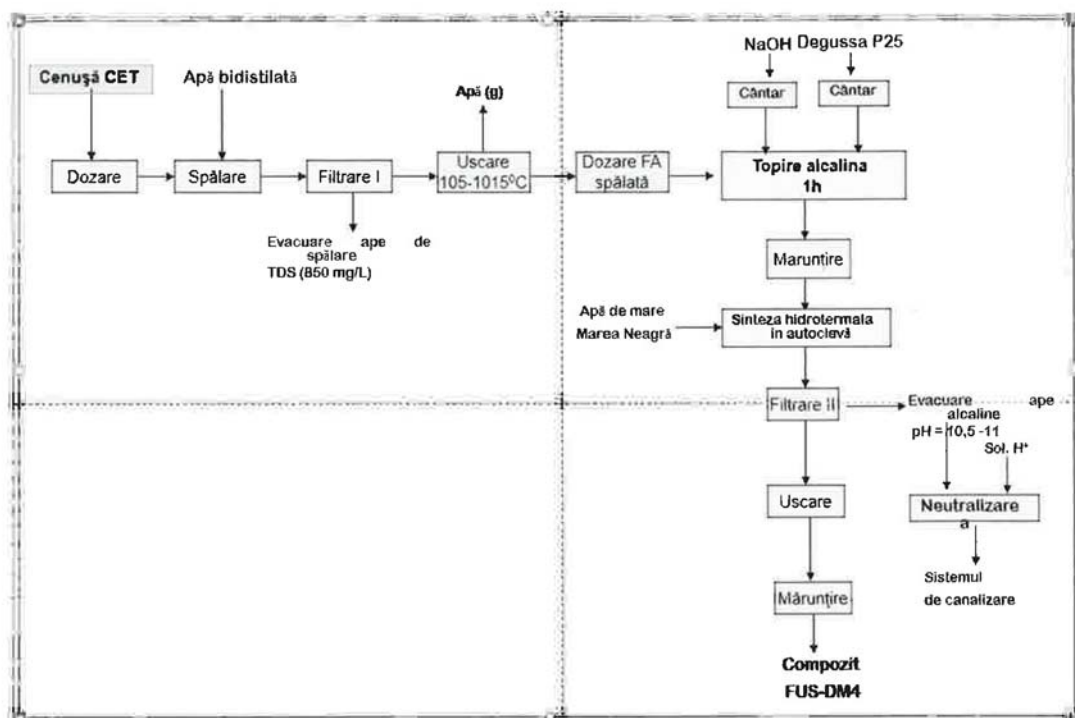 Cenuşă CET
Apă bidistilată
Apă (g)
Dozare
Spălare
Filtrare I
Uscare
105-1015⁰C
Evacuare ape de
spălare
TDS (850 mg/L)
Dozare FA
spălată
NaOH Degussa P25
Cântar
Cântar
Topire alcalina
1h
Marunțire
Apă de mare
Marea Neagră
Sinteza hidrotermala
in autoclevă
Filtrare II
Evacuare ape
alcaline
pH = 10,5 -11
Sol. H⁺
Uscare
Neutralizare
a
Sistemul
de canalizare
Mărunțire
Compozit
FUS-DM4